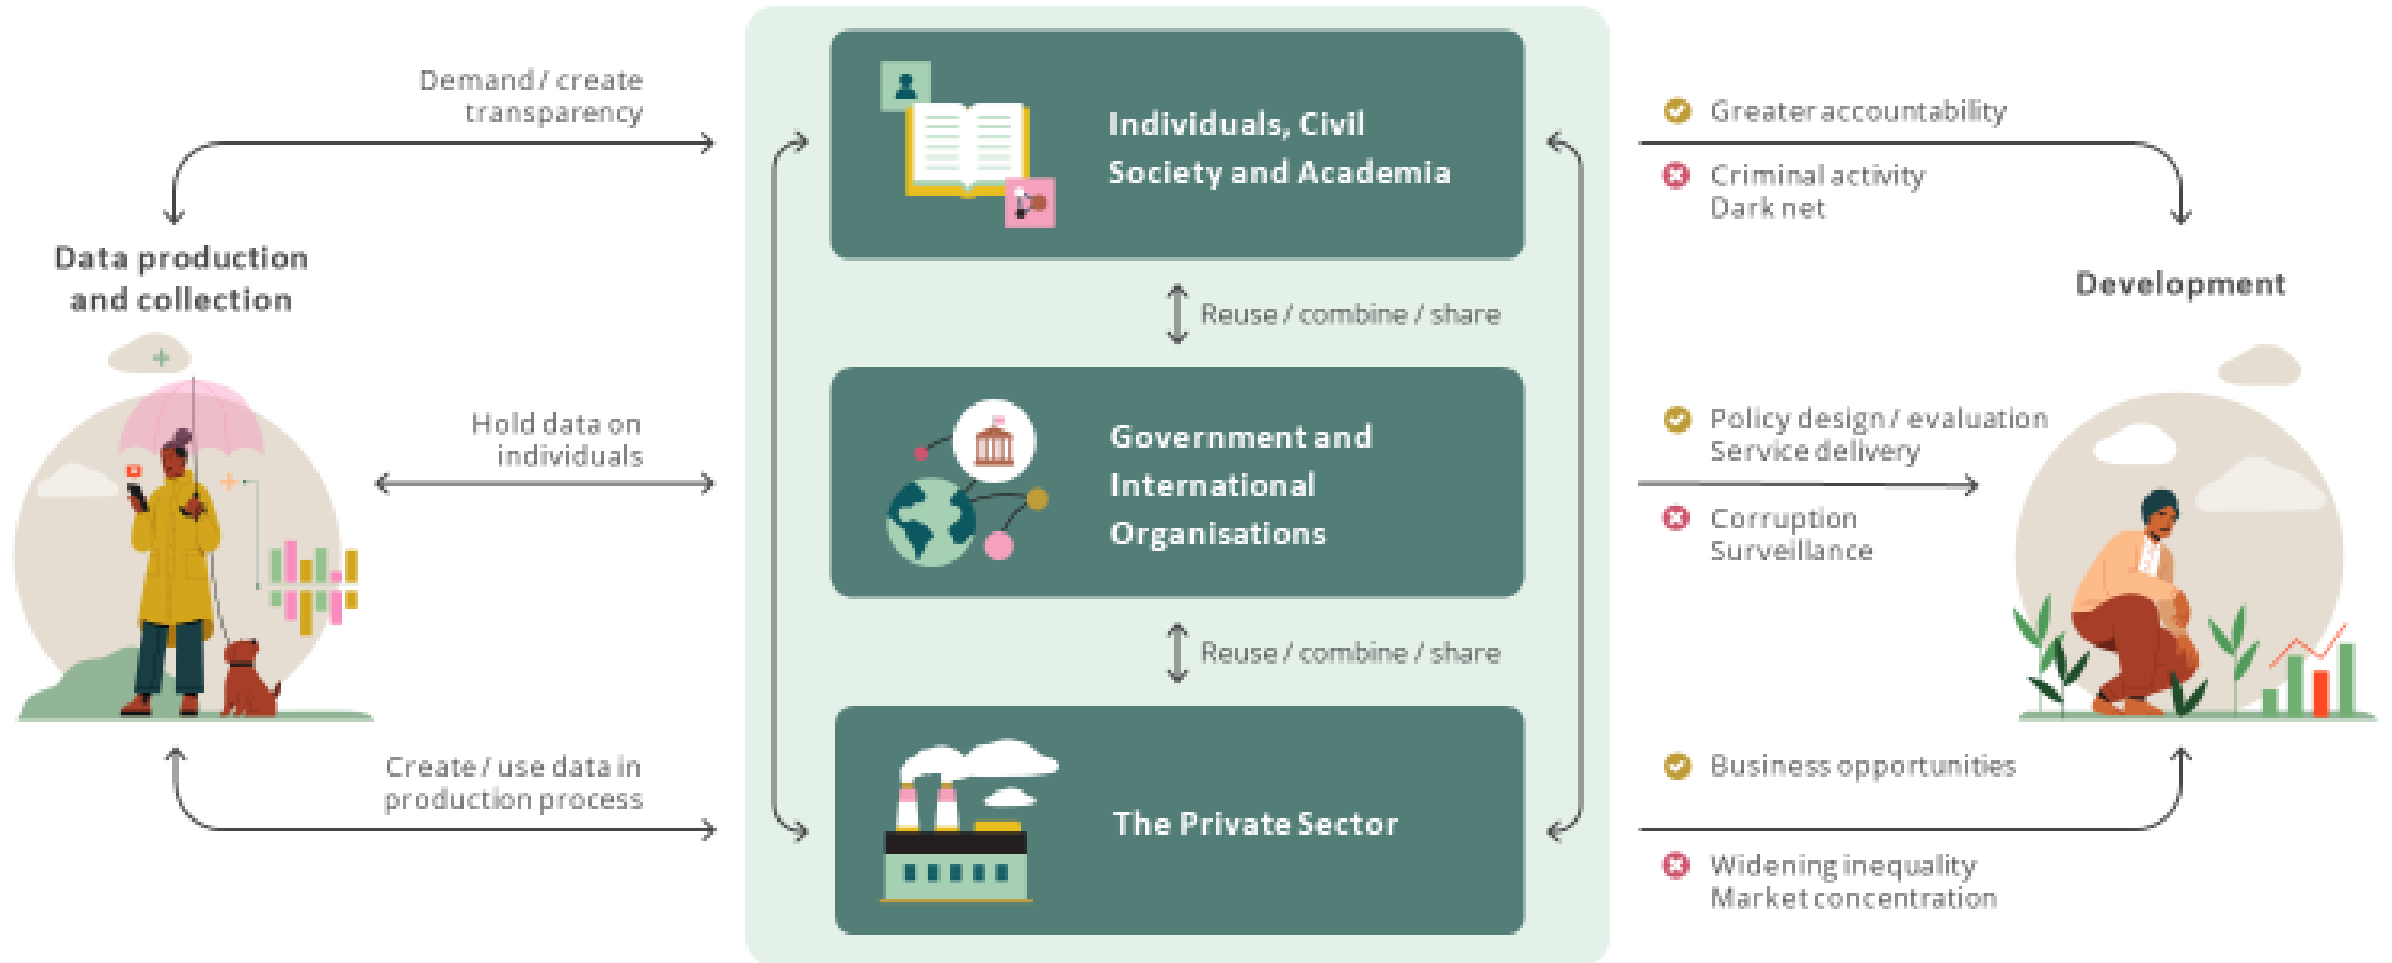 Demand / create
transparency
Data production
and collection
Hold data on
individuals
Create / use data in
production process
Individuals, Civil
Society and Academia
Reuse / combine / share
Government and
International
Organisations
Reuse / combine / share
The Private Sector
Greater accountability
Criminal activity
Dark net
Development
Policy design / evaluation
Service delivery
Corruption
Surveillance
Business opportunities
Widening inequality
Market concentration